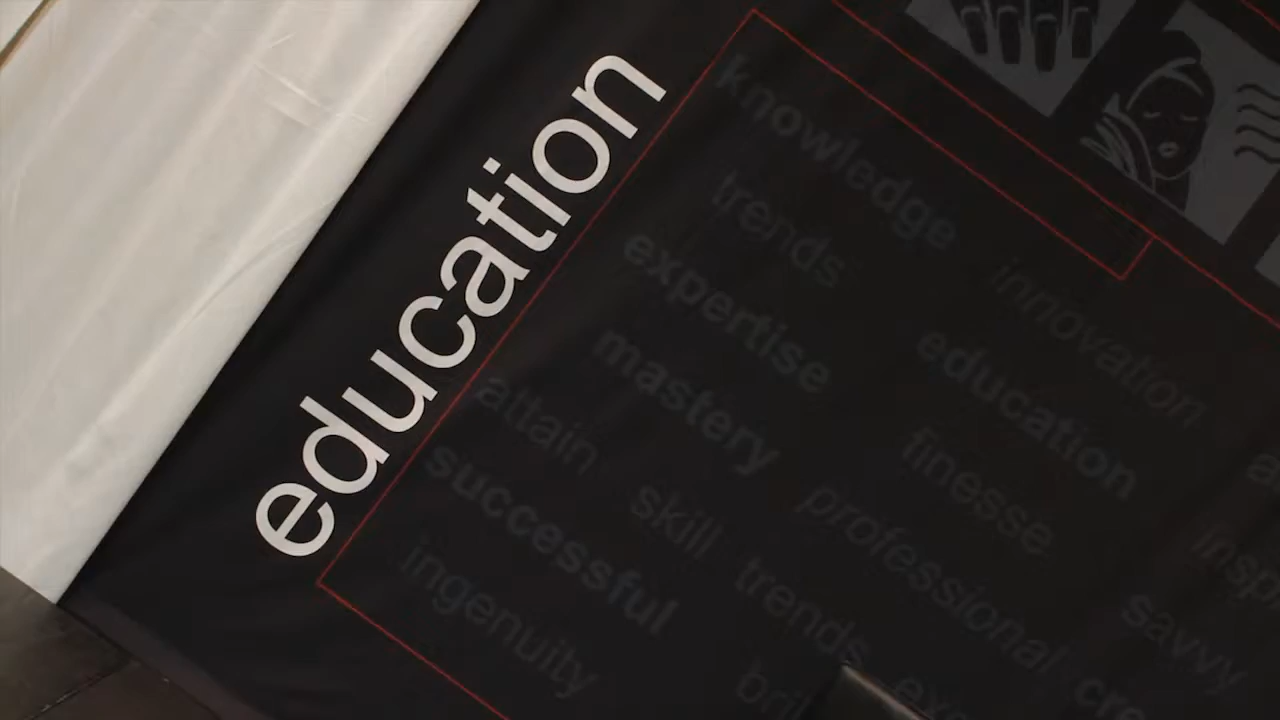 education
knowledge
trends
innovation
expertise
education
mastery
finesse
attain
professional
successful
skill
savvy
ingenuity
trends